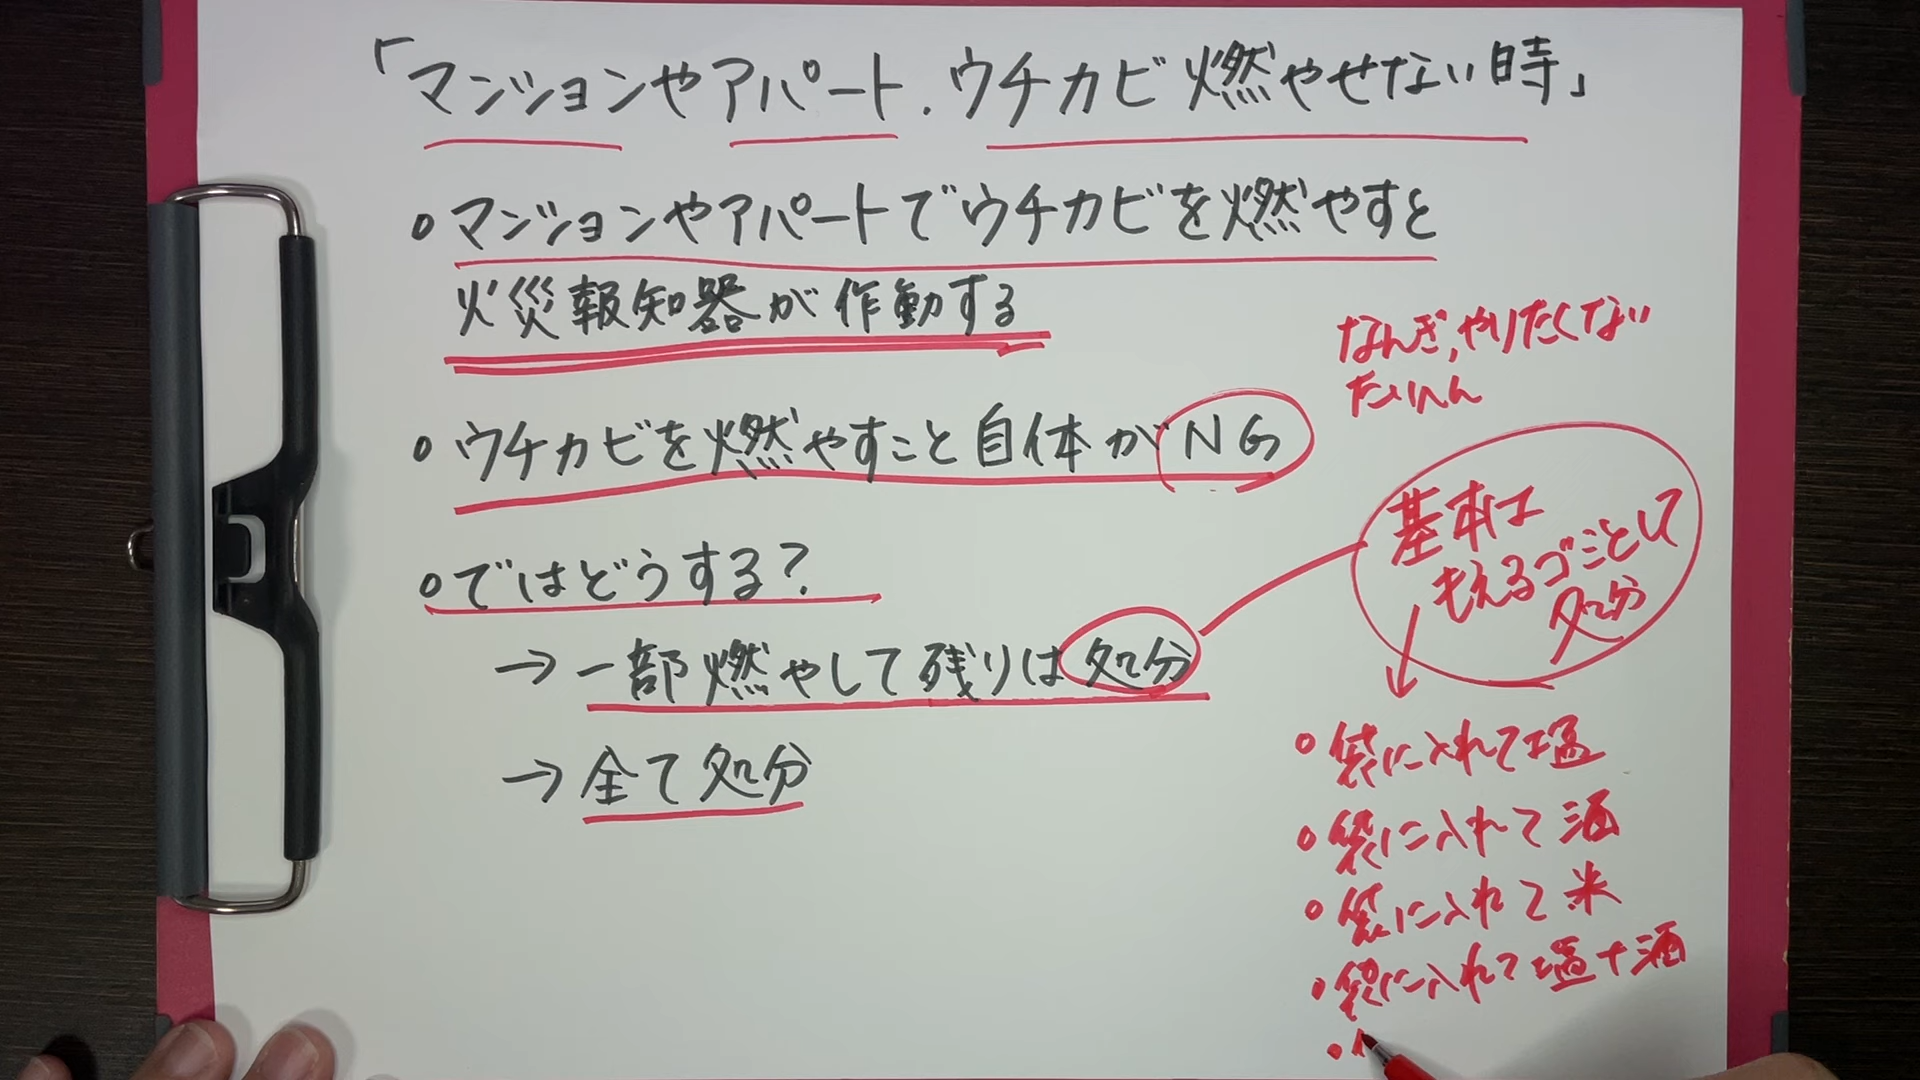 「マンションやアパート.ウチカビ燃やせない時」
○マンションやアパートでウチカビを燃やすと
火災報知器が作動する
○ウチカビを燃やすこと自体がNG
○ではどうする?
→一部燃やして残りは処分
→全て処分
なんぎ,やりたくない
たいへん
基本は
もえるゴミとして
処分
○袋に入れて塩
○袋に入れて酒
○袋に入れて米
○袋に入れて塩+酒